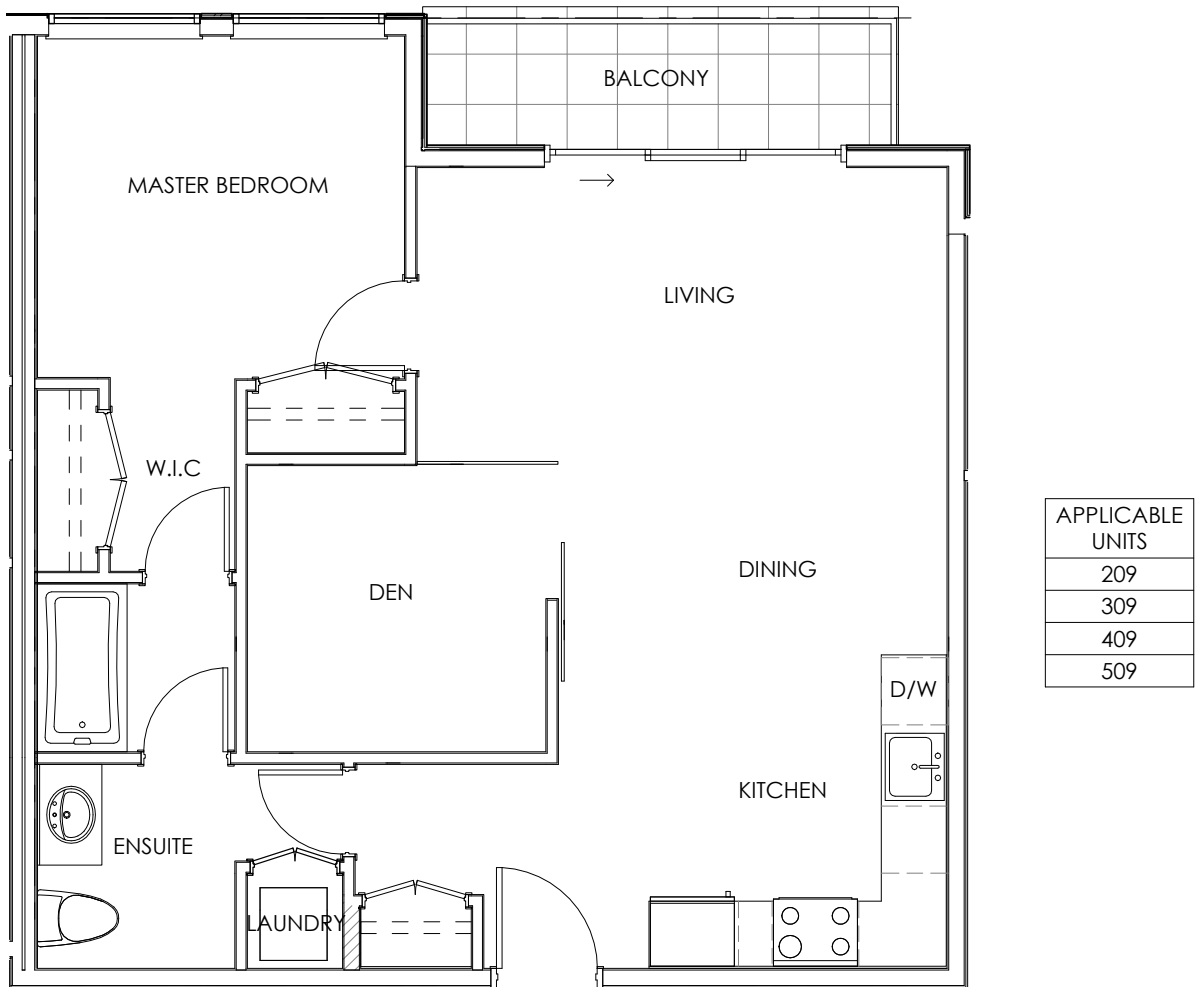 BALCONY
MASTER BEDROOM
LIVING
W.I.C
DEN
DINING
D/W
KITCHEN
ENSUITE
LAUNDRY
APPLICABLE
UNITS
209
309
409
509